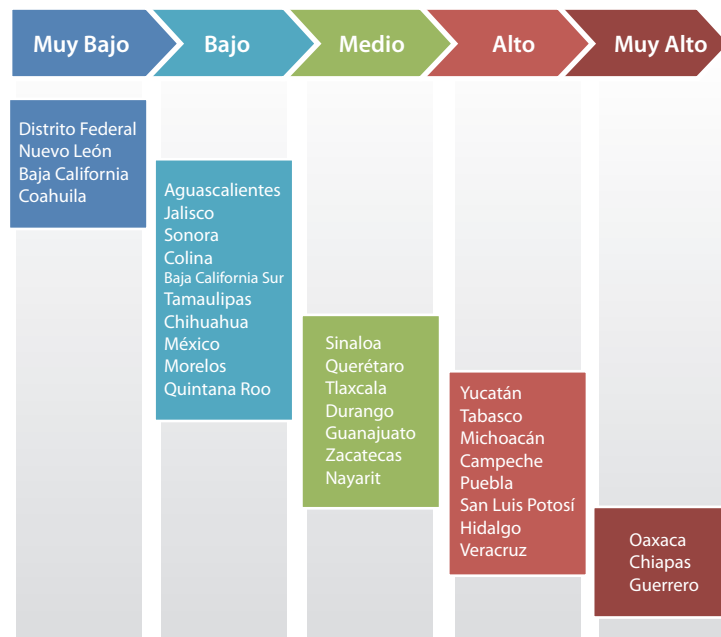 Muy Bajo
Bajo
Medio
Alto
Muy Alto
Distrito Federal
Nuevo León
Baja California
Coahuila
Aguascalientes
Jalisco
Sonora
Colina
Baja California Sur
Tamaulipas
Chihuahua
México
Morelos
Quintana Roo
Sinaloa
Querétaro
Tlaxcala
Durango
Guanajuato
Zacatecas
Nayarit
Yucatán
Tabasco
Michoacán
Campeche
Puebla
San Luis Potosí
Hidalgo
Veracruz
Oaxaca
Chiapas
Guerrero